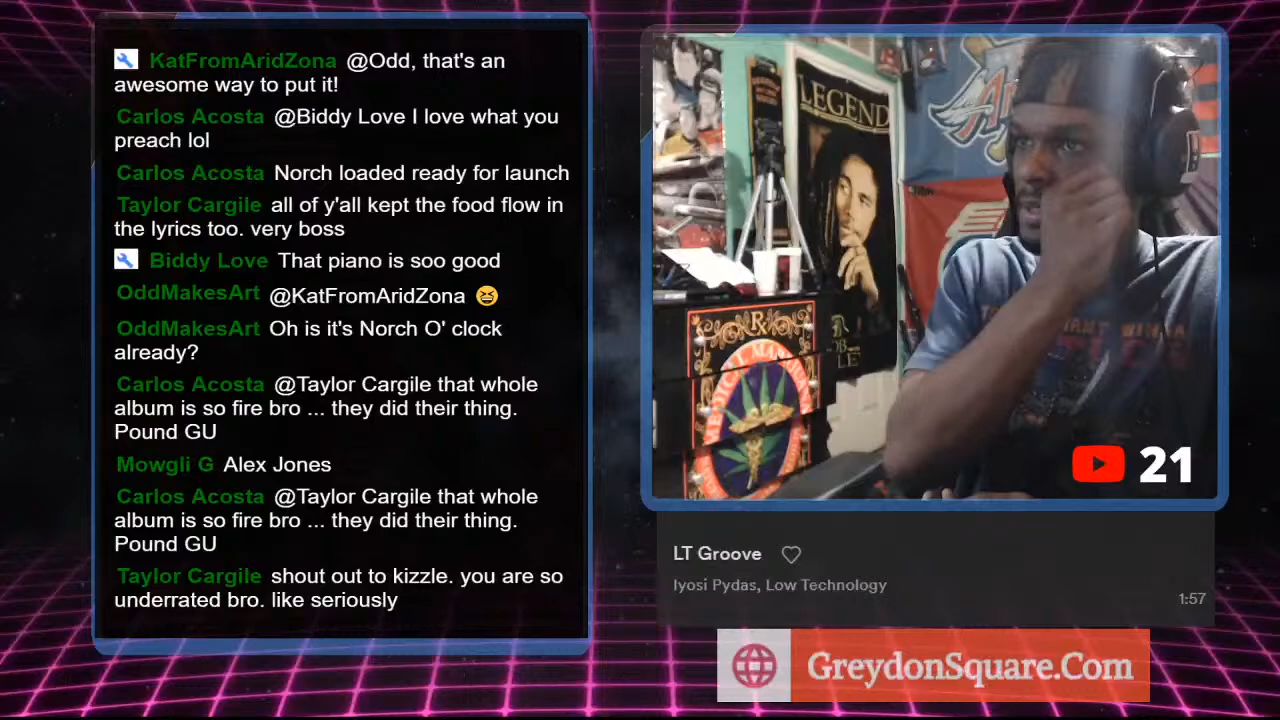 KatFromAridZona @Odd, that's an
awesome way to put it!
Carlos Acosta @Biddy Love I love what you
preach lol
Carlos Acosta Norch loaded ready for launch
Taylor Cargile all of y'all kept the food flow in
the lyrics too. very boss
Biddy Love That piano is soo good
OddMakesArt @KatFromAridZona 😆
OddMakesArt Oh is it's Norch O' clock
already?
Carlos Acosta @Taylor Cargile that whole
album is so fire bro ... they did their thing.
Pound GU
Mowgli G Alex Jones
Carlos Acosta @Taylor Cargile that whole
album is so fire bro ... they did their thing.
Pound GU
Taylor Cargile shout out to kizzle. you are so
underrated bro. like seriously
LEGEND
21
LT Groove
Iyosi Pydas, Low Technology
1:57
GreydonSquare.Com